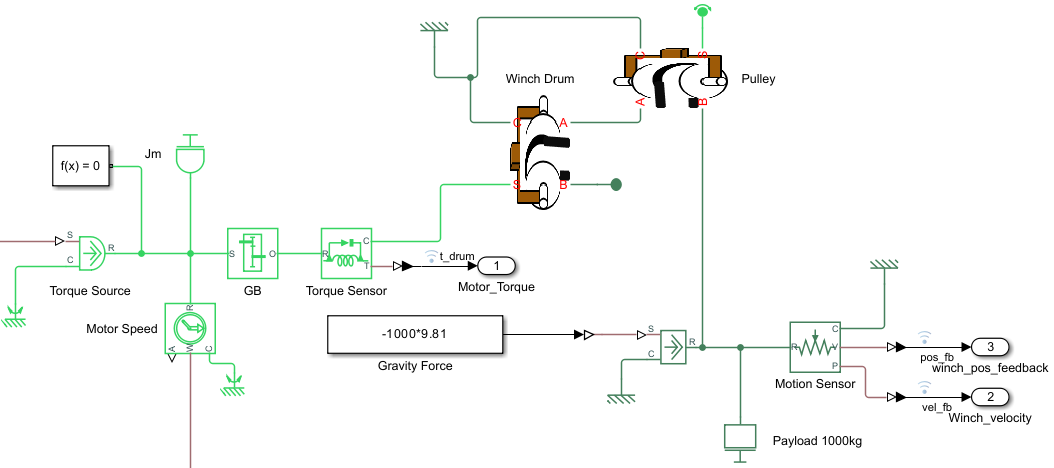 C
S
Winch Drum
Pulley
A
B
C
A
Jm
f(x) = 0
S
B
S
R
C
S
O
R
C
T
t_drum
1
Torque Source
GB
Torque Sensor
Motor_Torque
R
Motor Speed
-1000*9.81
S
C
R
Gravity Force
A
W
C
C
R
V
P
pos_fb
3
winch_pos_feedback
Motion Sensor
vel_fb
2
Winch_velocity
Payload 1000kg